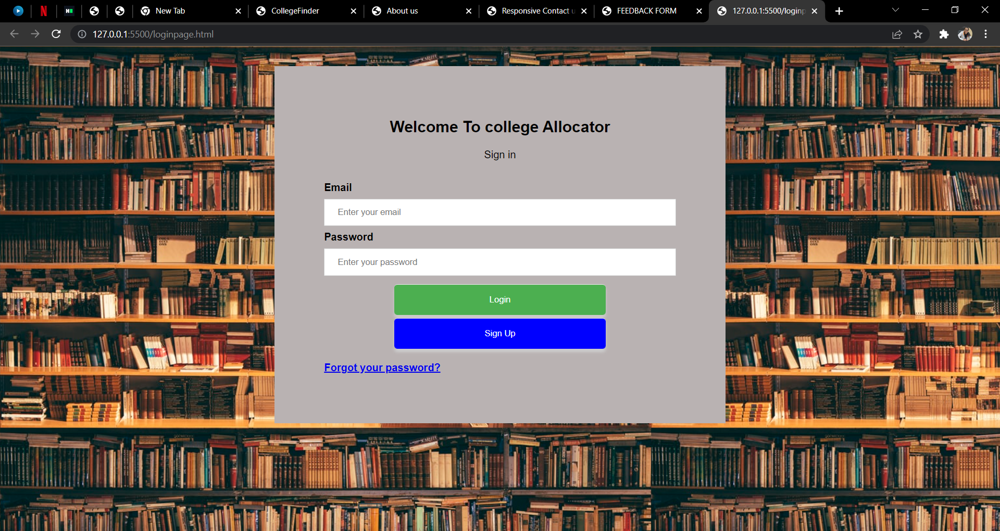 New Tab
CollegeFinder
About us
Responsive Contact u
FEEDBACK FORM
127.0.0.1:5500/loginp
127.0.0.1:5500/loginpage.html
Welcome To college Allocator
Sign in
Email
Enter your email
Password
Enter your password
Login
Sign Up
Forgot your password?